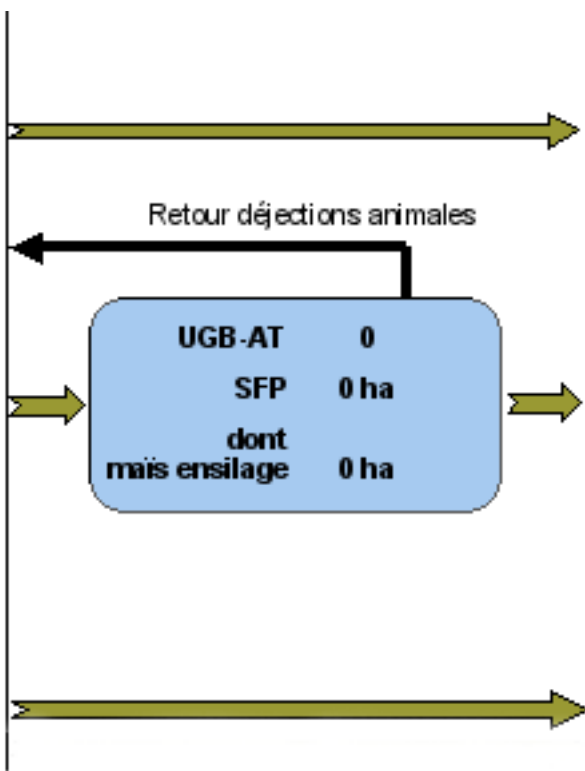 Retour déjections animales
UGB-AT 0
SFP 0 ha
dont
maïs ensilage 0 ha